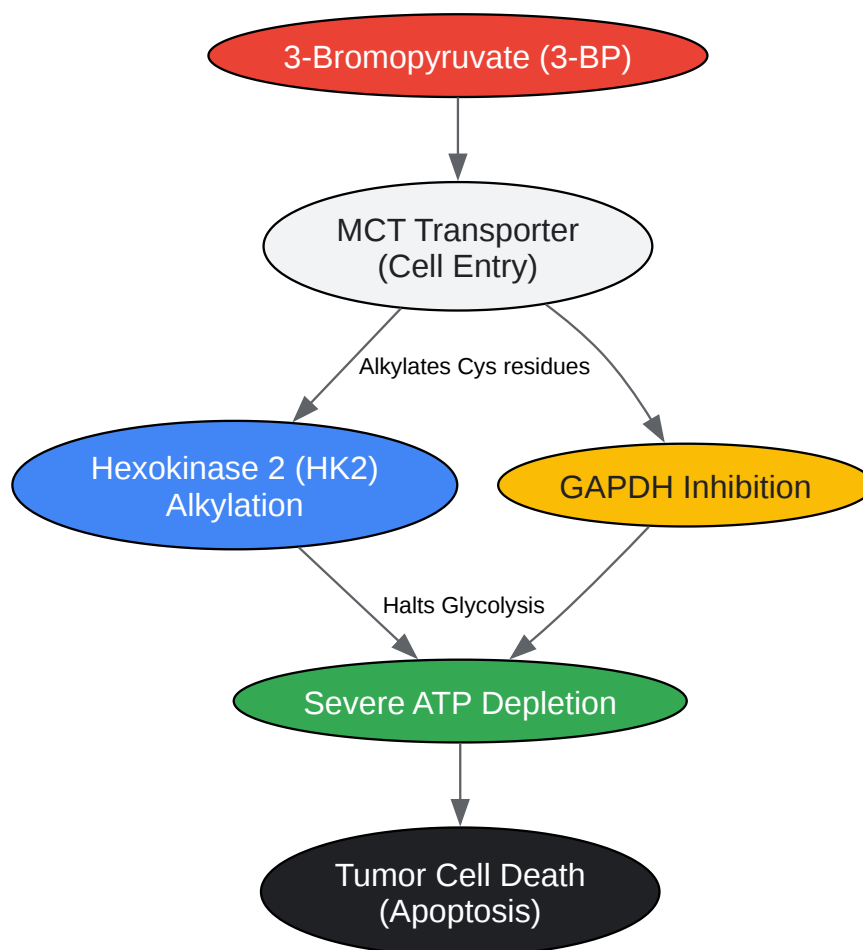 3-Bromopyruvate (3-BP)
MCT Transporter
(Cell Entry)
Alkylates Cys residues
Hexokinase 2 (HK2)
Alkylation
GAPDH Inhibition
Halts Glycolysis
Severe ATP Depletion
Tumor Cell Death
(Apoptosis)